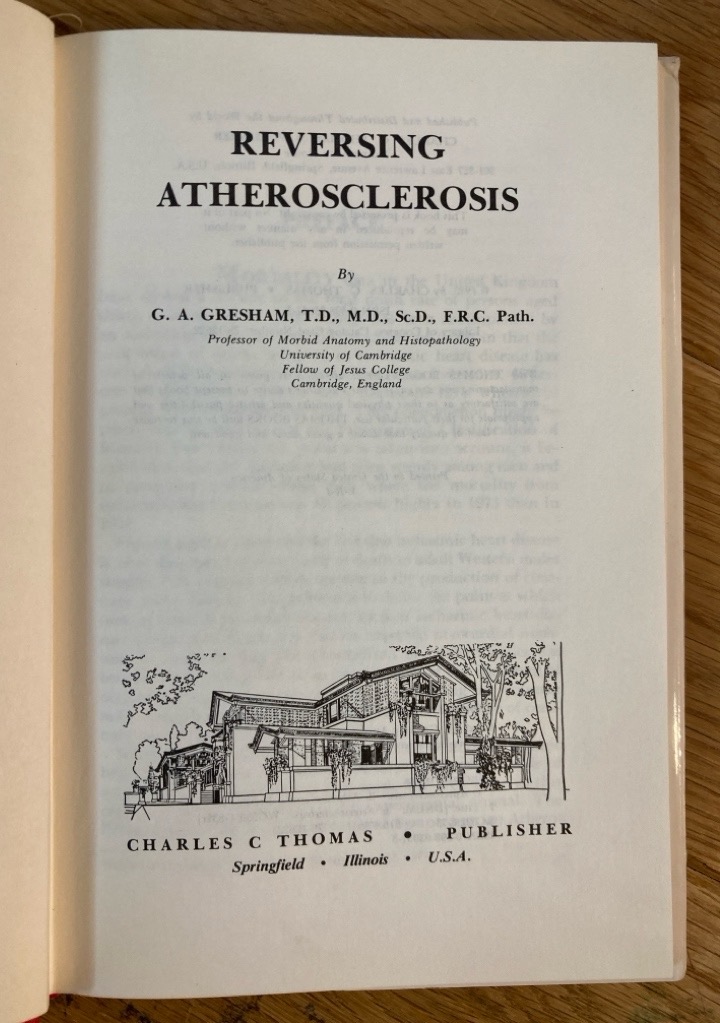 REVERSING
ATHEROSCLEROSIS
By
G. A. GRESHAM, T.D., M.D., Sc.D., F.R.C. Path.
Professor of Morbid Anatomy and Histopathology
University of Cambridge
Fellow of Jesus College
Cambridge, England
CHARLES C THOMAS • PUBLISHER
Springfield • Illinois • U.S.A.